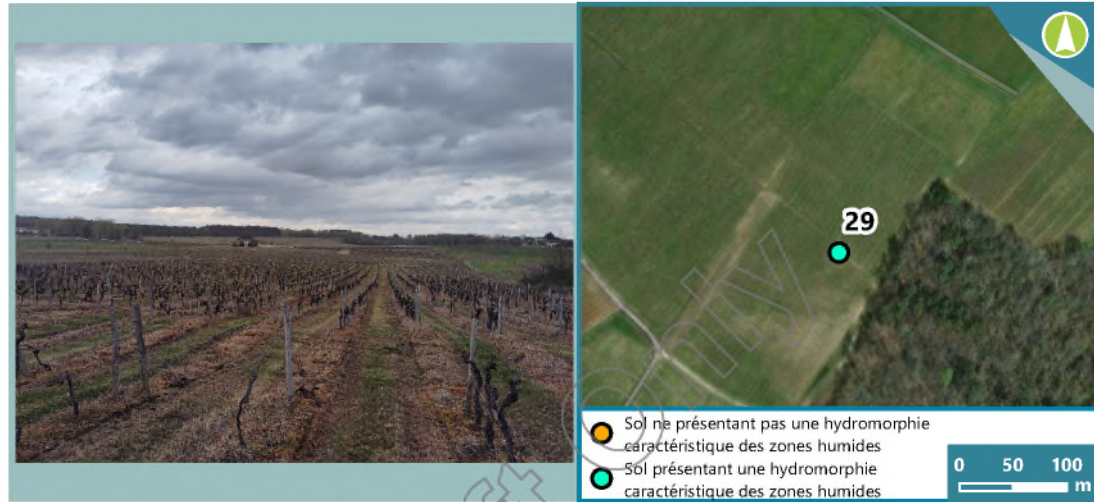 29
Sol ne présentant pas une hydromorphie
caractéristique des zones humides
Sol présentant une hydromorphie
caractéristique des zones humides
0 50 100
m
only